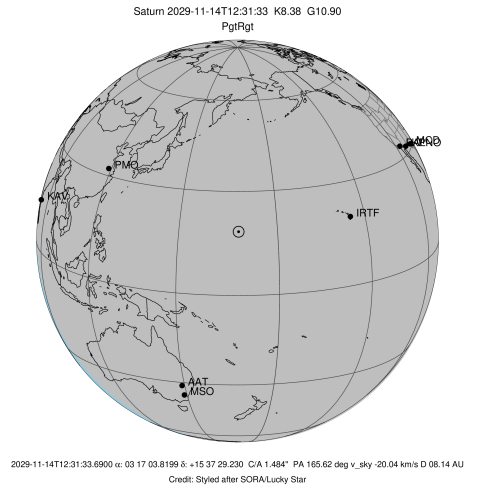 Saturn 2029-11-14T12:31:33 K8.38 G10.90
PgtRgt
MOD
PMO
KAV
IRTF
AAT
MSO
2029-11-14T12:31:33.6900 α: 03 17 03.8199 δ: +15 37 29.230 C/A 1.484" PA 165.62 deg v_sky -20.04 km/s D 08.14 AU
Credit: Styled after SORA/Lucky Star